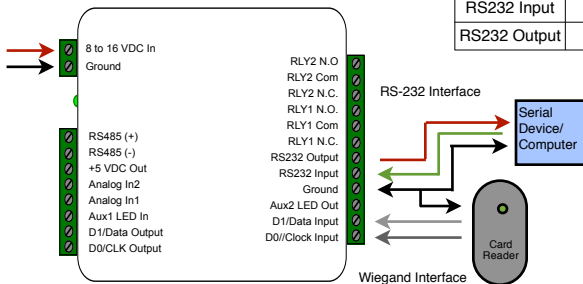 RS232 Input
RS232 Output
8 to 16 VDC In
Ground
RS485 (+)
RS485 (-)
+5 VDC Out
Analog In2
Analog In1
Aux1 LED In
D1/Data Output
D0/CLK Output
RLY2 N.O
RLY2 Com
RLY2 N.C.
RLY1 N.O.
RLY1 Com
RLY1 N.C.
RS232 Output
RS232 Input
Ground
Aux2 LED Out
D1/Data Input
D0//Clock Input
RS-232 Interface
Serial
Device/
Computer
Card
Reader
Wiegand Interface